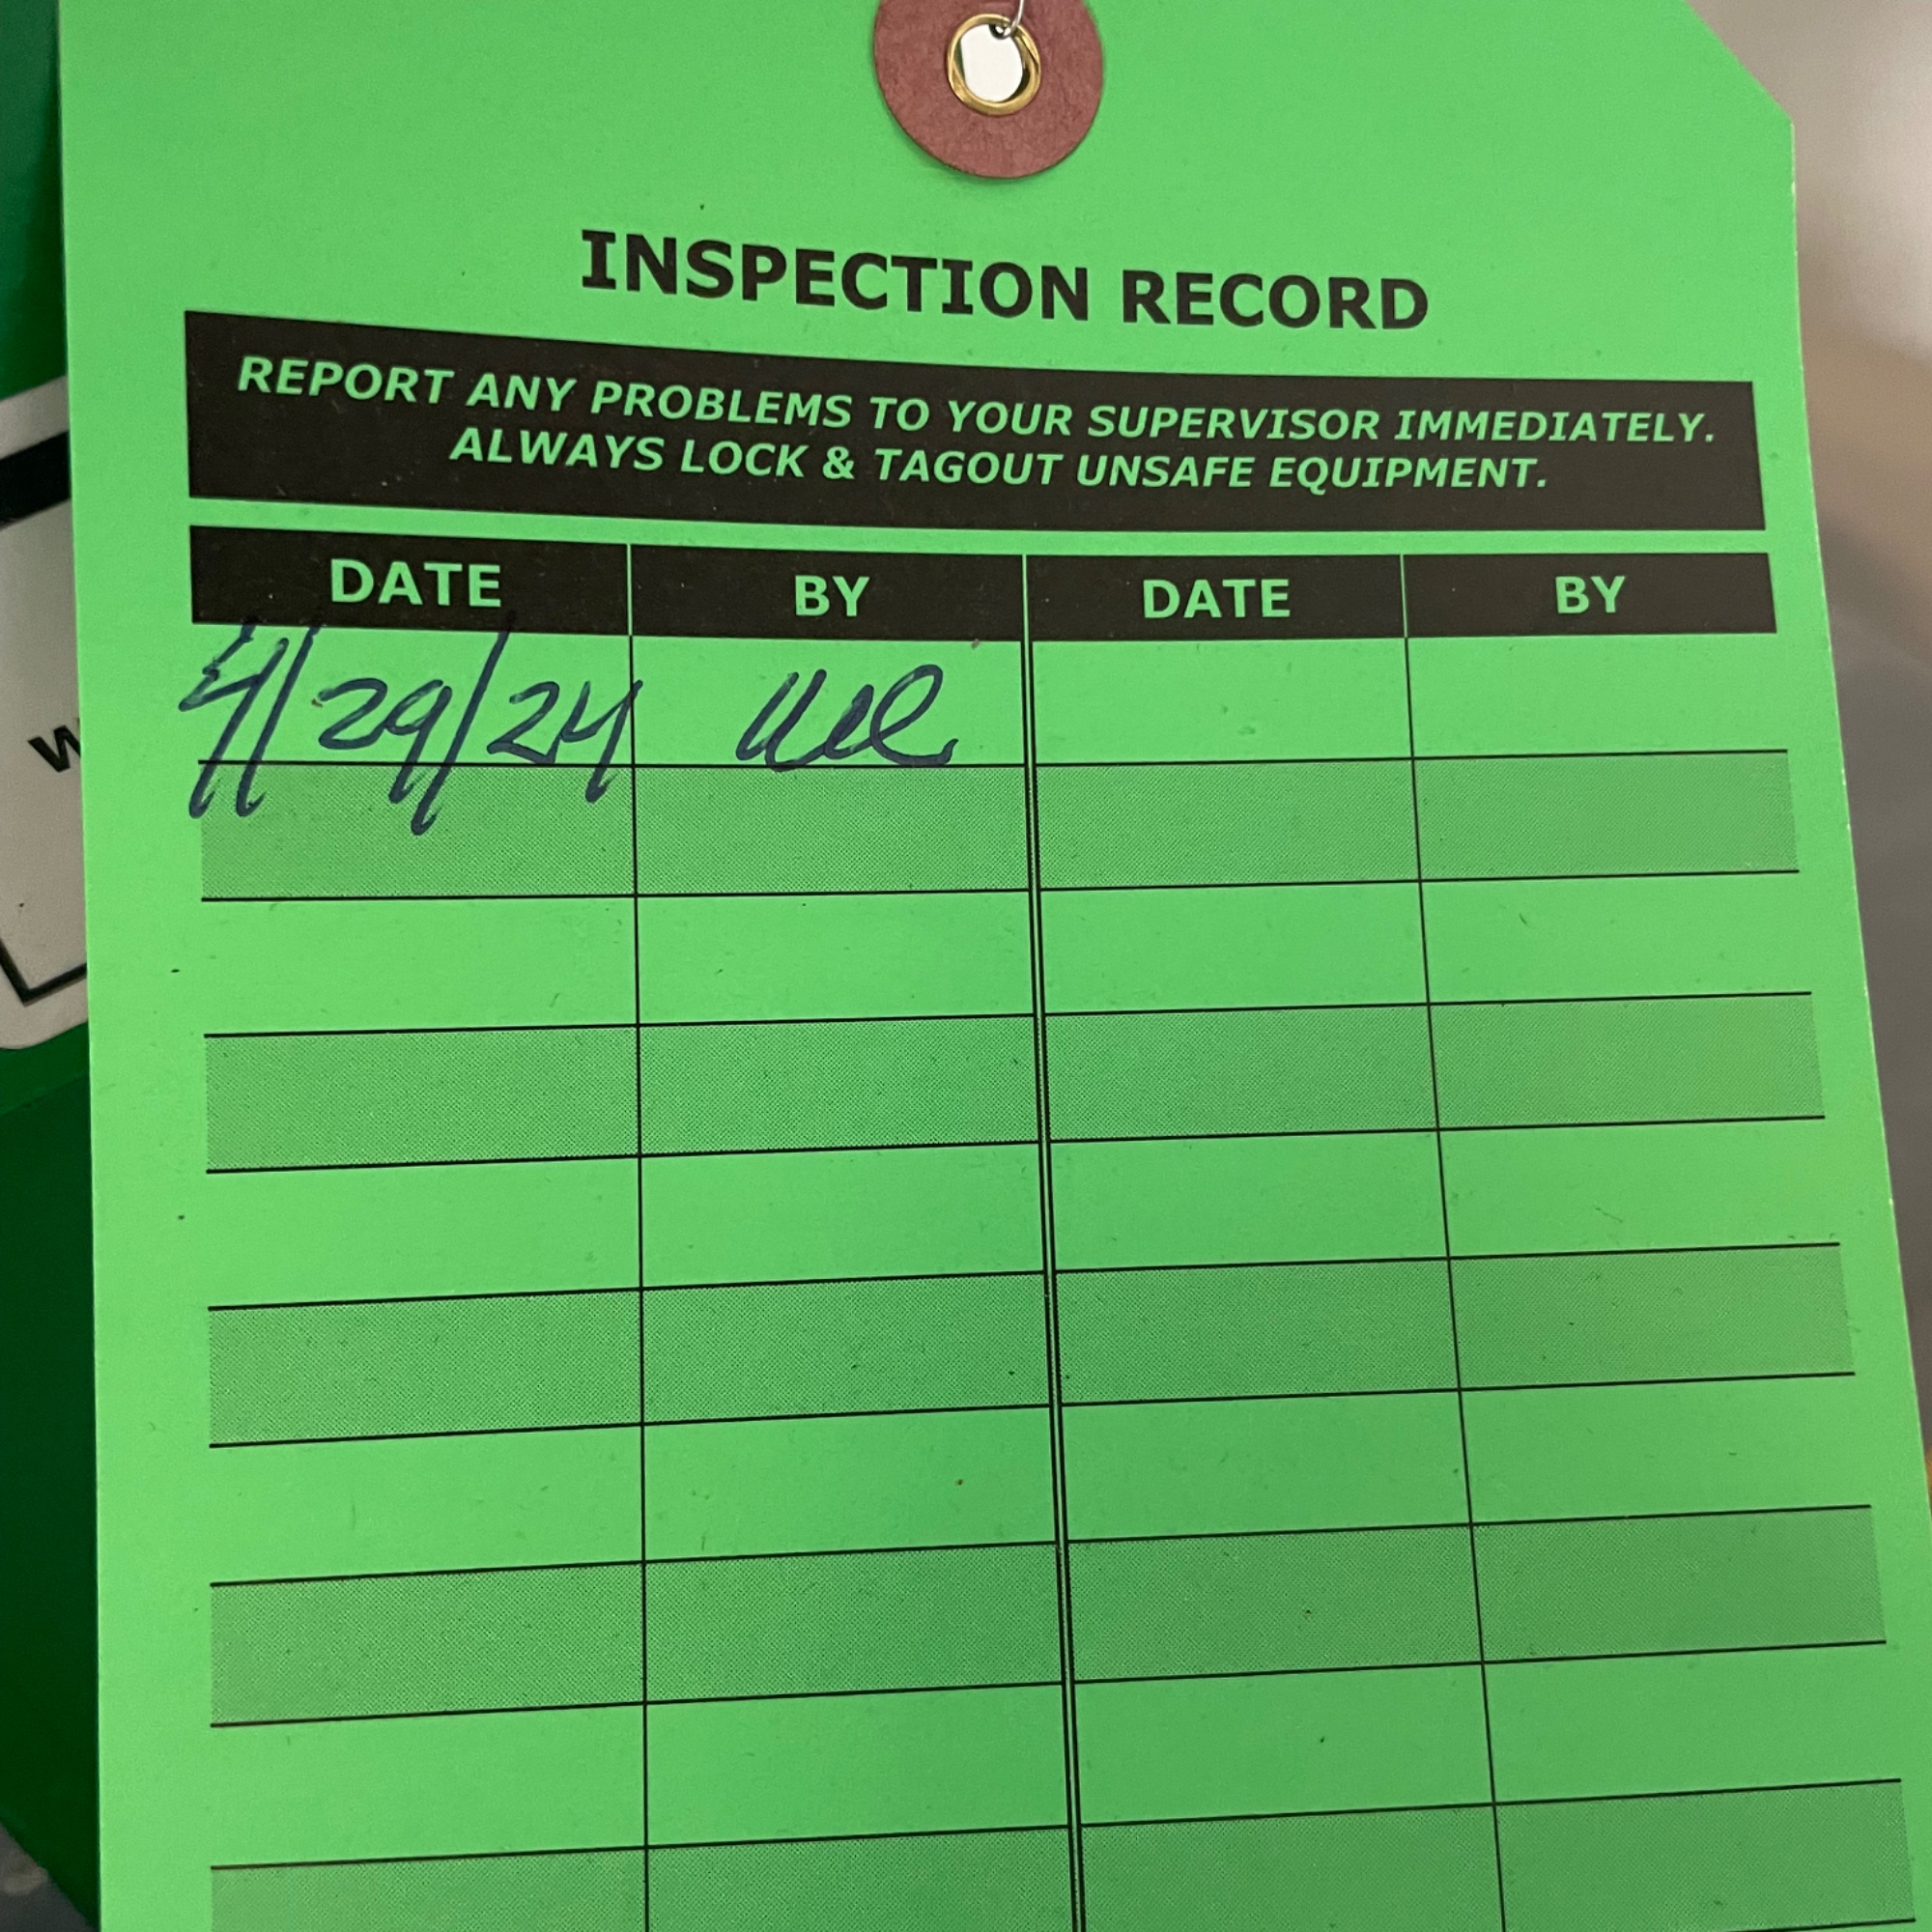 INSPECTION RECORD
REPORT ANY PROBLEMS TO YOUR SUPERVISOR IMMEDIATELY.
ALWAYS LOCK & TAGOUT UNSAFE EQUIPMENT.
DATE BY DATE BY
4/29/24
W